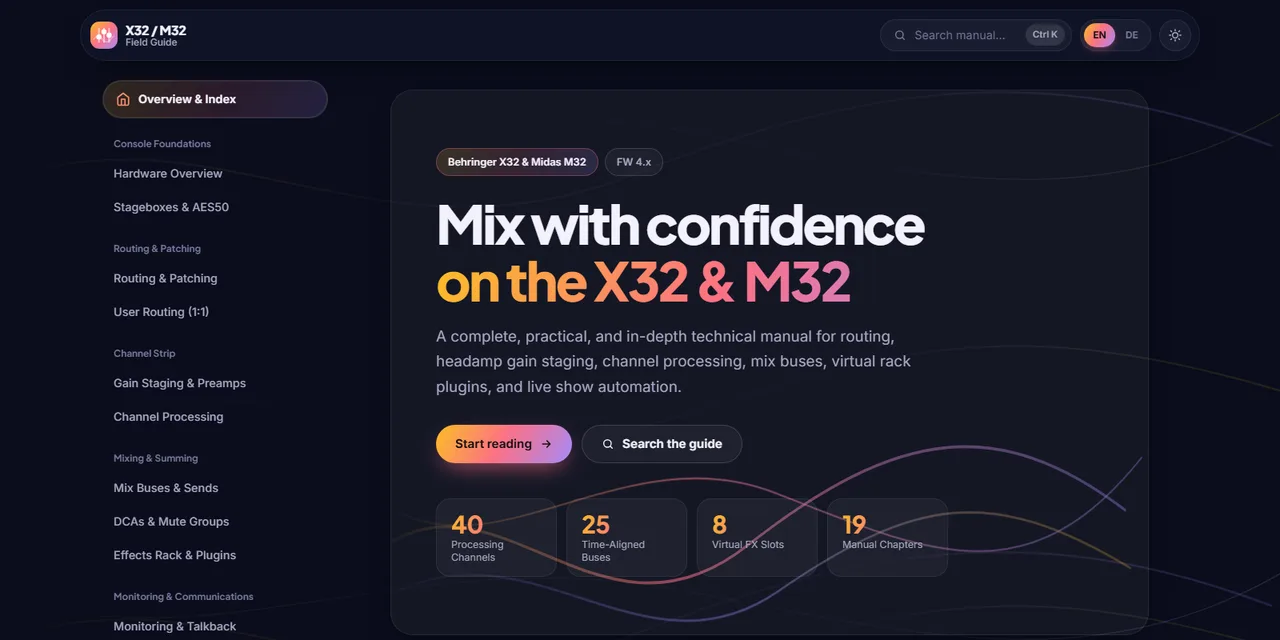 X32 / M32
Field Guide
Search manual...
Ctrl K
EN
DE
Overview & Index
Console Foundations
Hardware Overview
Stageboxes & AES50
Routing & Patching
Routing & Patching
User Routing (1:1)
Channel Strip
Gain Staging & Preamps
Channel Processing
Mixing & Summing
Mix Buses & Sends
DCAs & Mute Groups
Effects Rack & Plugins
Monitoring & Communications
Monitoring & Talkback
Behringer X32 & Midas M32
FW 4.x
Mix with confidence
on the X32 & M32
A complete, practical, and in-depth technical manual for routing,
headamp gain staging, channel processing, mix buses, virtual rack
plugins, and live show automation.
Start reading →
Search the guide
40
Processing
Channels
25
Time-Aligned
Buses
8
Virtual FX Slots
19
Manual Chapters